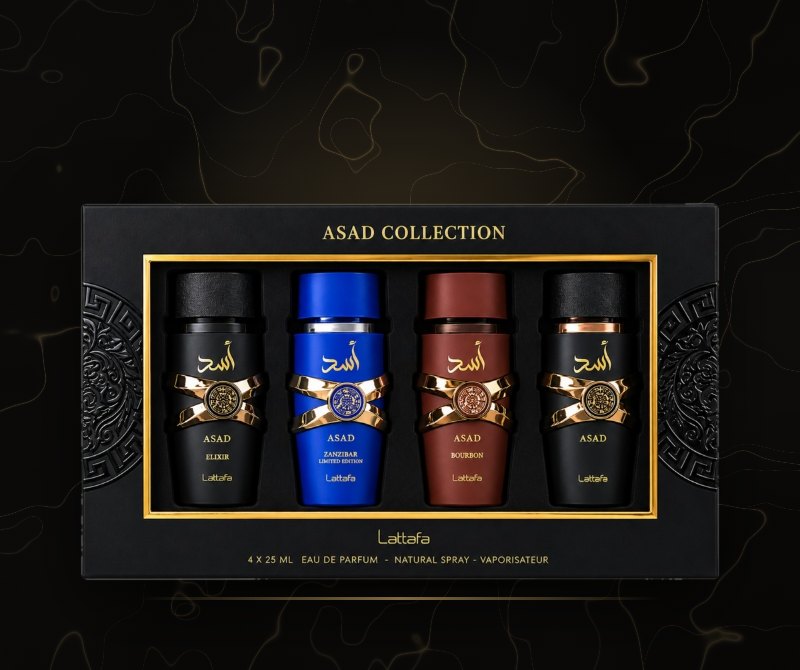 ASAD COLLECTION
أسد
ASAD
ELIXIR
Lattafa
أسد
ASAD
ZANZIBAR
LIMITED EDITION
Lattafa
أسد
ASAD
BOURBON
Lattafa
أسد
ASAD
Lattafa
Lattafa
4 X 25 ML EAU DE PARFUM - NATURAL SPRAY - VAPORISATEUR